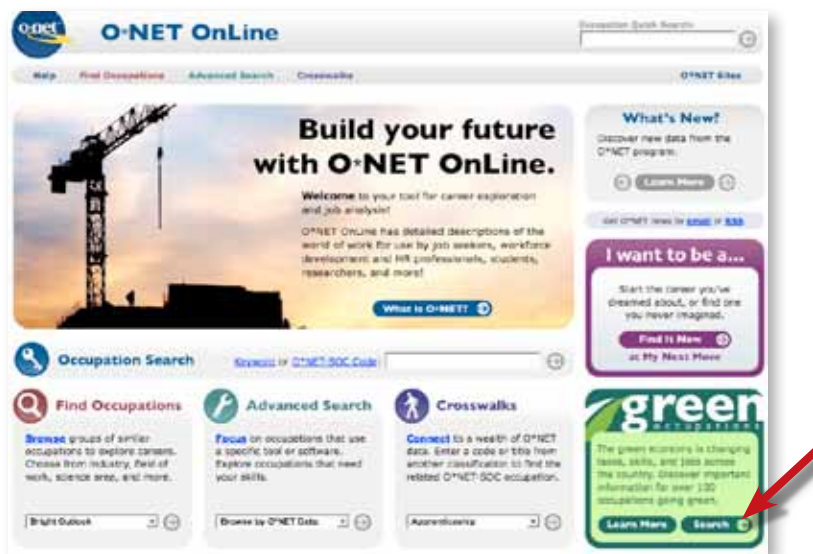 o·net
O*NET OnLine
Occupation Quick Search:
Help Find Occupations Advanced Search Crosswalks
O*NET Sites
Build your future
with O*NET OnLine.
Welcome to your tool for career exploration
and job analysis!
O*NET OnLine has detailed descriptions of the
world of work for use by job seekers, workforce
development and HR professionals, students,
researchers, and more!
What is O*NET?
What's New?
Discover new data from the
O*NET program.
Learn More
Get O*NET news by email or RSS
I want to be a...
Start the career you've
dreamed about, or find one
you never imagined.
Find It Now
at My Next Move
Occupation Search
Keyword or O*NET-SOC Code
Find Occupations
Browse groups of similar
occupations to explore careers.
Choose from industry, field of
work, science area, and more.
Bright Outlook
Advanced Search
Focus on occupations that use
a specific tool or software.
Explore occupations that need
your skills.
Browse by O*NET Data
Crosswalks
Connect to a wealth of O*NET
data. Enter a code or title from
another classification to find the
related O*NET-SOC occupation.
Apprenticeship
green
occupations
The green economy is changing
tasks, skills, and jobs across
the country. Discover important
information for over 100
occupations going green.
Learn More Search